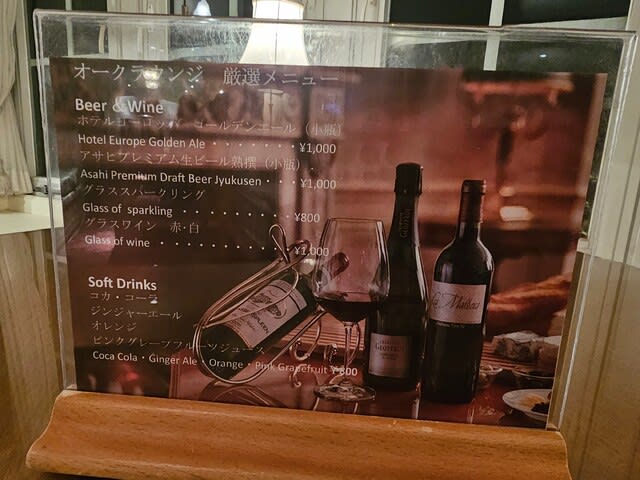 オークラウンジ　厳選メニュー
Beer & Wine
ホテルヨーロッパ ゴールデンエール（小瓶）
Hotel Europe Golden Ale・・・・・・・・¥1,000
アサヒプレミアム生ビール熟撰（小瓶）
Asahi Premium Draft Beer Jyukusen・・・¥1,000
グラススパークリング
Glass of sparkling ・・・・・・・・・・¥800
グラスワイン　赤・白
Glass of wine ・・・・・・・・・・・・¥1,000
Soft Drinks
コカ・コーラ
ジンジャーエール
オレンジ
ピンクグレープフルーツジュース
Coca Cola・Ginger Ale・Orange・Pink Grapefruit ¥800